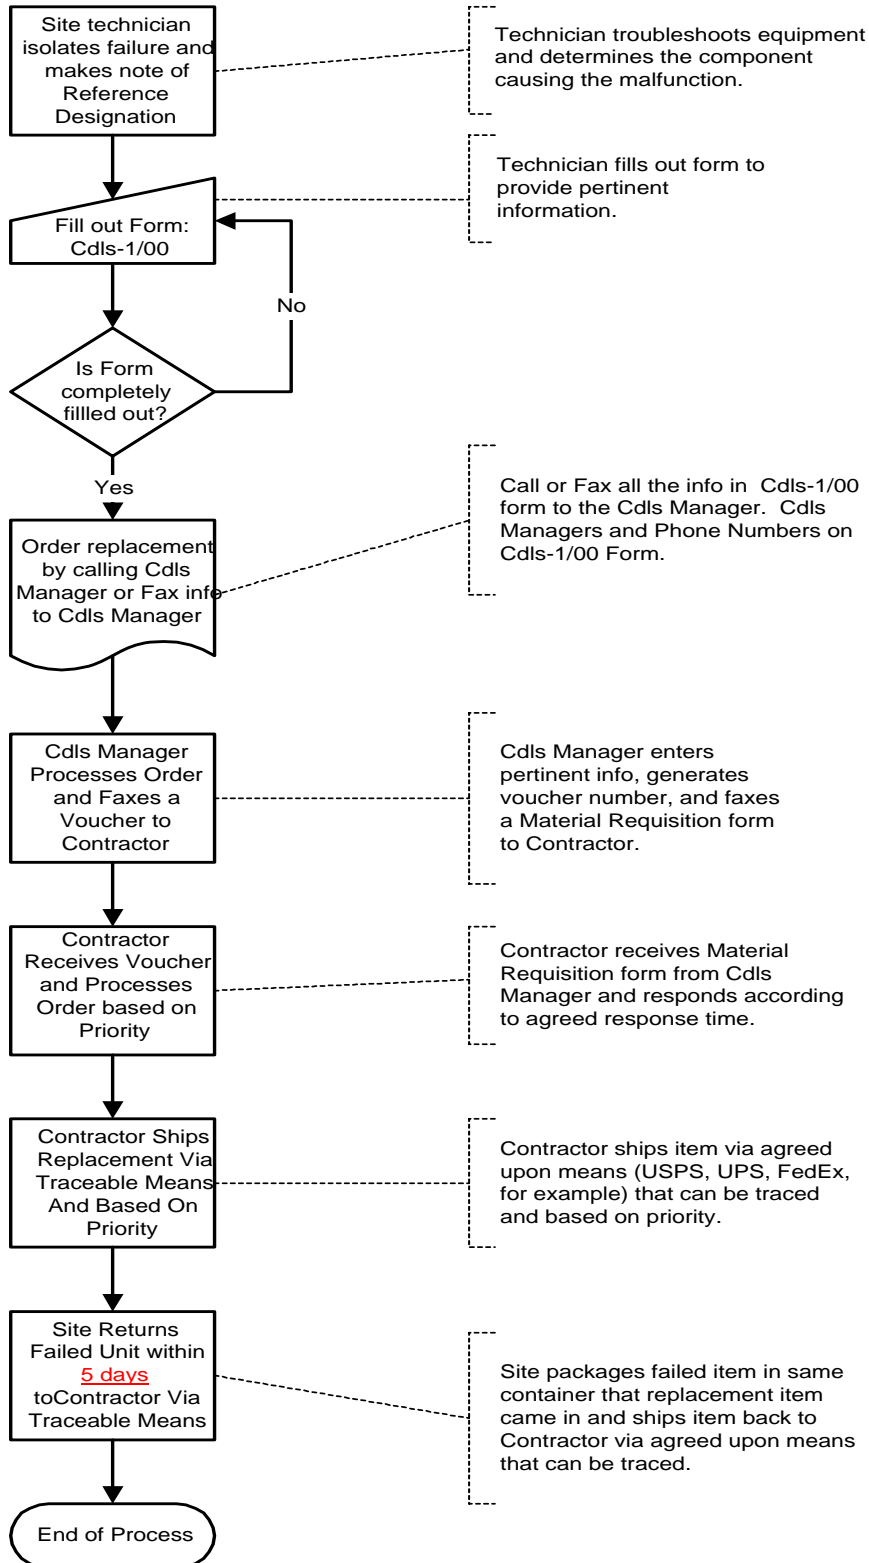 Site technician
isolates failure and
makes note of
Reference
Designation
Technician troubleshoots equipment
and determines the component
causing the malfunction.
Technician fills out form to
provide pertinent
information.
Fill out Form:
Cdls-1/00
No
Is Form
completely
fillled out?
Yes
Call or Fax all the info in  Cdls-1/00
form to the Cdls Manager.  Cdls
Managers and Phone Numbers on
Cdls-1/00 Form.
Order replacement
by calling Cdls
Manager or Fax info
to Cdls Manager
Cdls Manager
Processes Order
and Faxes a
Voucher to
Contractor
Cdls Manager enters
pertinent info, generates
voucher number, and faxes
a Material Requisition form
to Contractor.
Contractor
Receives Voucher
and Processes
Order based on
Priority
Contractor receives Material
Requisition form from Cdls
Manager and responds according
to agreed response time.
Contractor Ships
Replacement Via
Traceable Means
And Based On
Priority
Contractor ships item via agreed
upon means (USPS, UPS, FedEx,
for example) that can be traced
and based on priority.
Site Returns
Failed Unit within
5 days
toContractor Via
Traceable Means
Site packages failed item in same
container that replacement item
came in and ships item back to
Contractor via agreed upon means
that can be traced.
End of Process